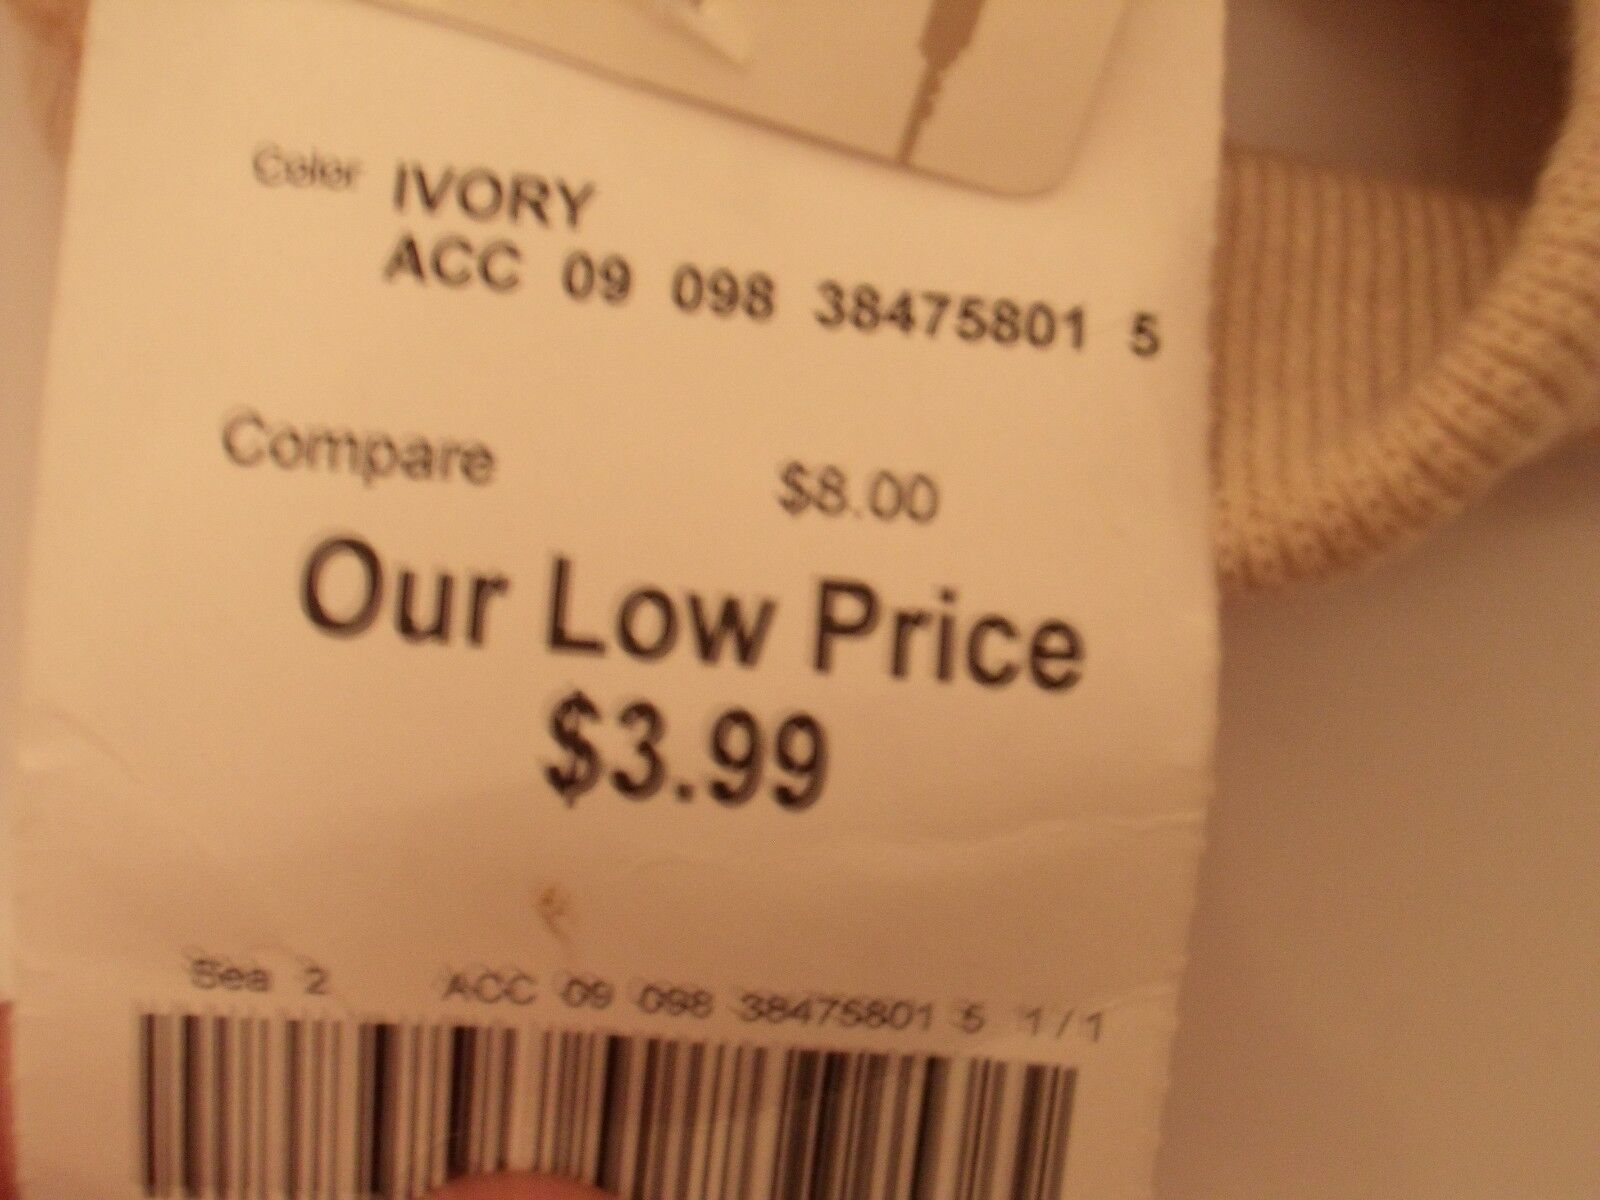 Color IVORY
ACC 09 098 38475801 5
Compare $8.00
Our Low Price
$3.99
Sea 2 ACC 09 098 38475801 5 1/1